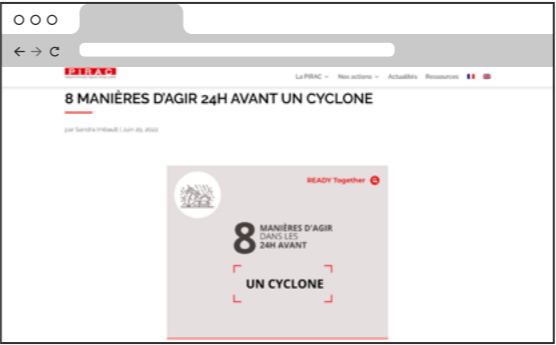 PIRAC
La PIRAC Nos actions Actualités Ressources
8 MANIÈRES D'AGIR 24H AVANT UN CYCLONE
par Sandra Imbault | Juin 29, 2022
READY Together
8 MANIÈRES D'AGIR
DANS LES
24H AVANT
UN CYCLONE